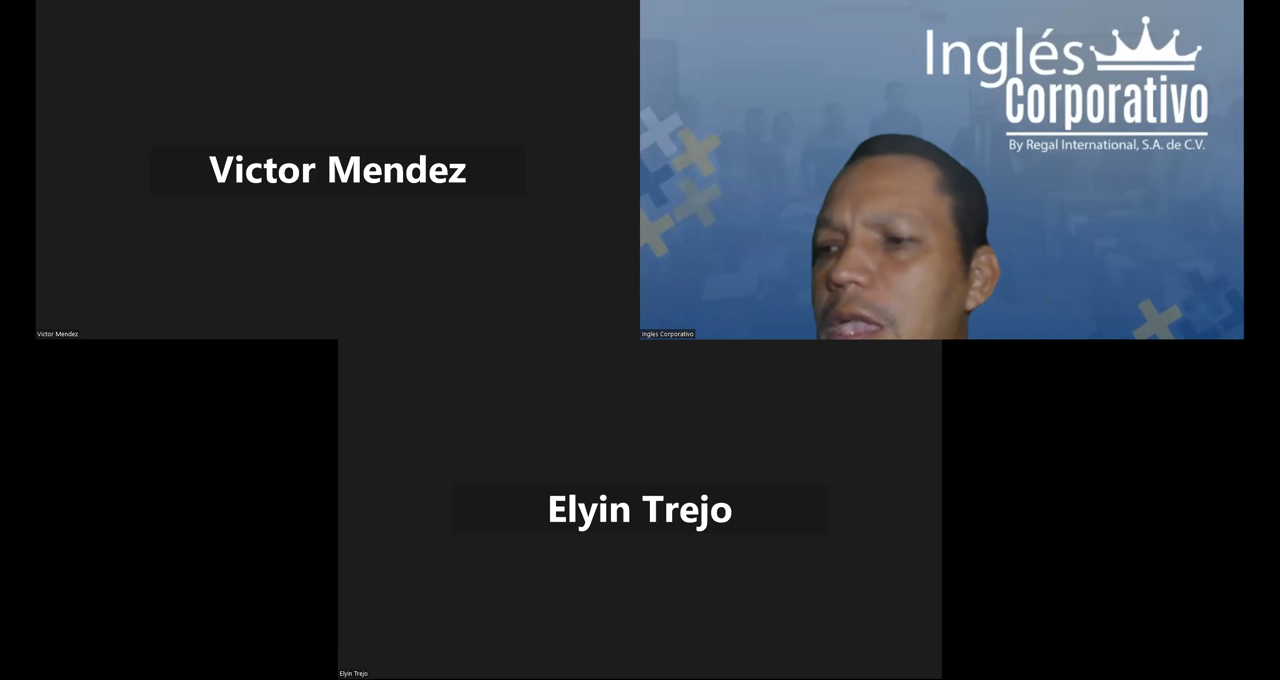 Victor Mendez
Inglés
Corporativo
By Regal International, S.A. de C.V.
Victor Mendez
Ingles Corporativo
Elyin Trejo
Elyin Trejo